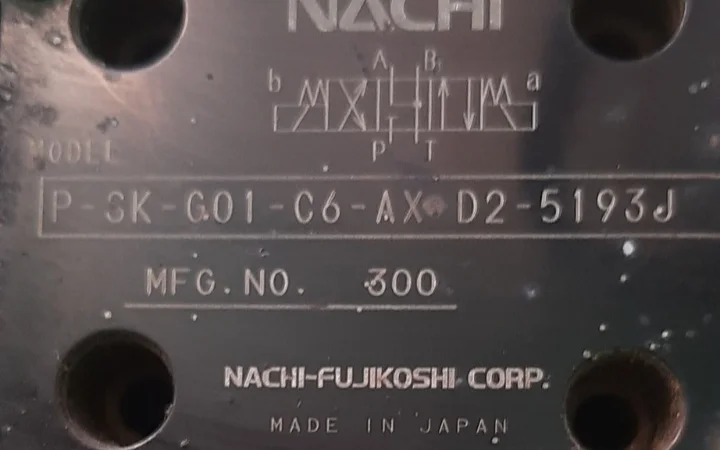 NACHI
A B
b a
P T
MODEL
P-SK-G01-C6-AX-D2-5193J
MFG.NO. 300
NACHI-FUJIKOSHI CORP.
MADE IN JAPAN